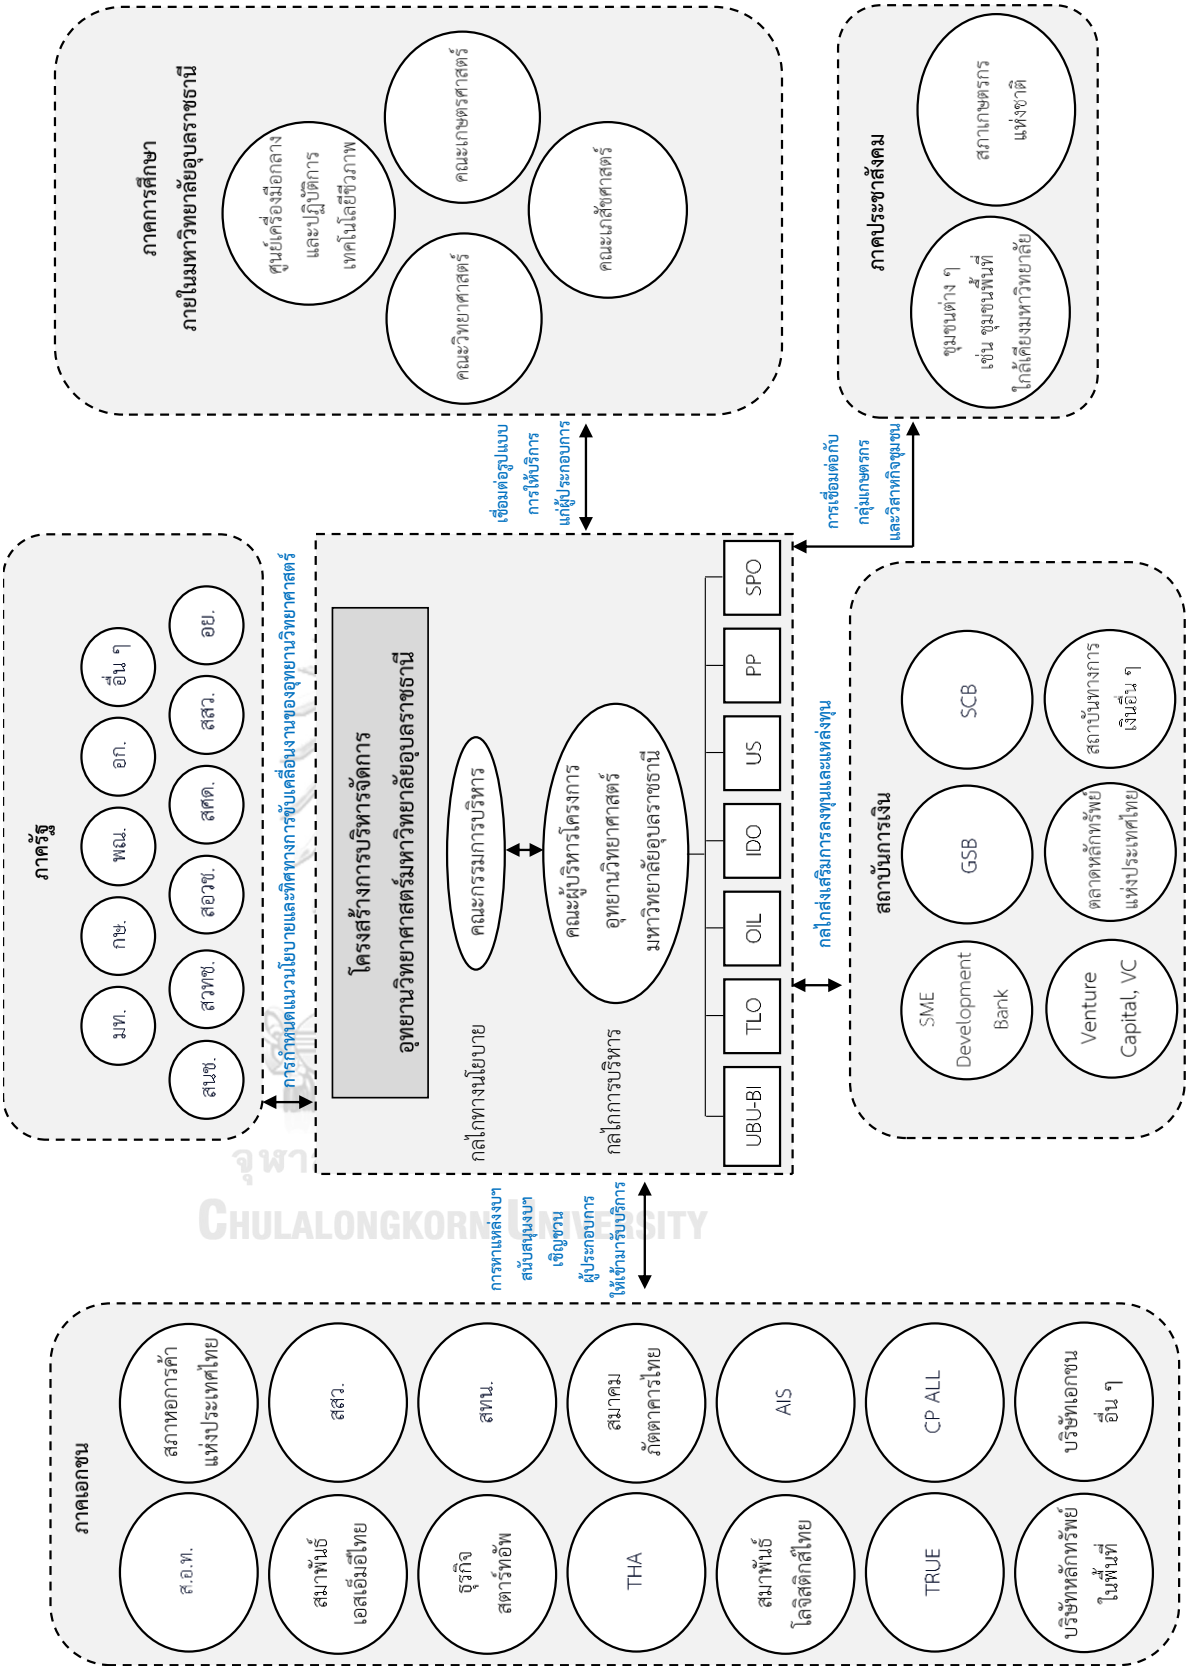 ภาครัฐ
มท.
กษ.
พณ.
อก.
อื่น ๆ
สนช.
สวทช.
สอวช.
สศด.
สสว.
อย.
การกำหนดแนวนโยบายและทิศทางการขับเคลื่อนงานของอุทยานวิทยาศาสตร์
ภาคเอกชน
ส.อ.ท.
สภาหอการค้า
แห่งประเทศไทย
สมาพันธ์
เอสเอ็มอีไทย
สสว.
ธุรกิจ
สตาร์ทอัพ
สทน.
THA
สมาคม
ภัตตาคารไทย
สมาพันธ์
โลจิสติกส์ไทย
AIS
TRUE
CP ALL
บริษัทหลักทรัพย์
ในพื้นที่
บริษัทเอกชน
อื่น ๆ
การหาแหล่งงบฯ
สนับสนุนงบฯ
เชิญชวน
ผู้ประกอบการ
ให้เข้ามารับบริการ
โครงสร้างการบริหารจัดการ
อุทยานวิทยาศาสตร์มหาวิทยาลัยอุบลราชธานี
กลไกทางนโยบาย
คณะกรรมการบริหาร
กลไกการบริหาร
คณะผู้บริหารโครงการ
อุทยานวิทยาศาสตร์
มหาวิทยาลัยอุบลราชธานี
UBU-BI
TLO
OIL
IDO
US
PP
SPO
เชื่อมต่อรูปแบบ
การให้บริการ
แก่ผู้ประกอบการ
ภาคการศึกษา
ภายในมหาวิทยาลัยอุบลราชธานี
ศูนย์เครื่องมือกลาง
และปฏิบัติการ
เทคโนโลยีชีวภาพ
คณะวิทยาศาสตร์
คณะเกษตรศาสตร์
คณะเภสัชศาสตร์
กลไกส่งเสริมการลงทุนและแหล่งทุน
สถาบันการเงิน
SME
Development
Bank
GSB
SCB
Venture
Capital, VC
ตลาดหลักทรัพย์
แห่งประเทศไทย
สถาบันทางการ
เงินอื่น ๆ
การเชื่อมต่อกับ
กลุ่มเกษตรกร
และวิสาหกิจชุมชน
ภาคประชาสังคม
ชุมชนต่าง ๆ
เช่น ชุมชนพื้นที่
ใกล้เคียงมหาวิทยาลัย
สภาเกษตรกร
แห่งชาติ
CHULALONGKORN UNIVERSITY